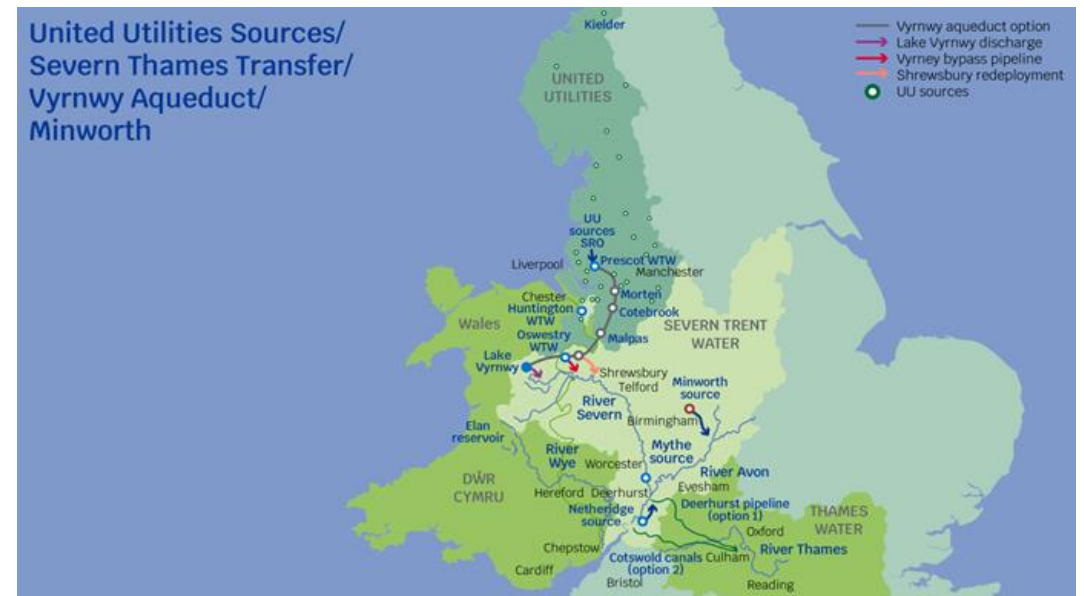 United Utilities Sources/
Severn Thames Transfer/
Vyrnwy Aqueduct/
Minworth
Vyrnwy aqueduct option
Lake Vyrnwy discharge
Vyrney bypass pipeline
Shrewsbury redeployment
UU sources
Kielder
UNITED
UTILITIES
UU
sources
SRO
Liverpool
Prescot WTW
Manchester
Chester
Morten
Huntington
WTW
Cotebrook
Wales
SEVERN TRENT
WATER
Oswestry
WTW
Malpas
Lake
Vyrnwy
Shrewsbury
Telford
Minworth
source
River
Severn
Birmingham
Elan
reservoir
Mythe
source
River
Wye
Worcester
River Avon
DŴR
CYMRU
Hereford
Deerhurst
Evesham
Netheridge
source
Deerhurst pipeline
(option 1)
THAMES
WATER
Oxford
Chepstow
Cotswold canals
(option 2)
Culham
River Thames
Cardiff
Bristol
Reading